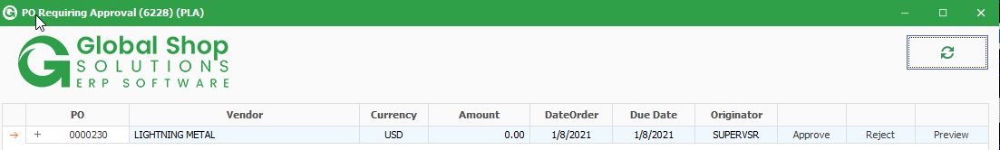 PO Requiring Approval (6228) (PLA)
Global Shop
SOLUTIONS
ERP SOFTWARE
PO Vendor Currency Amount DateOrder Due Date Originator
0000230 LIGHTNING METAL USD 0.00 1/8/2021 1/8/2021 SUPERVSR Approve Reject Preview